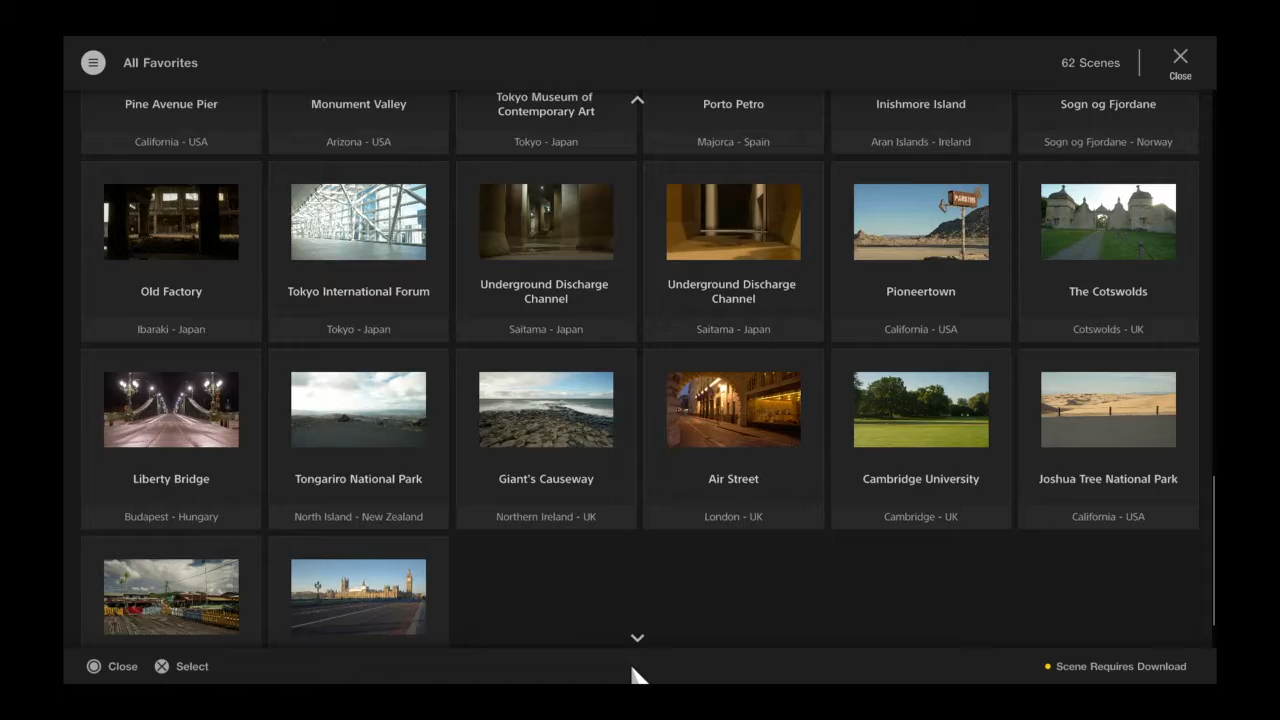 All Favorites
62 Scenes
Close
Pine Avenue Pier
Monument Valley
Tokyo Museum of
Contemporary Art
Porto Petro
Inishmore Island
Sogn og Fjordane
California - USA
Arizona - USA
Tokyo - Japan
Majorca - Spain
Aran Islands - Ireland
Sogn og Fjordane - Norway
PARKING
Old Factory
Tokyo International Forum
Underground Discharge
Channel
Underground Discharge
Channel
Pioneertown
The Cotswolds
Ibaraki - Japan
Tokyo - Japan
Saitama - Japan
Saitama - Japan
California - USA
Cotswolds - UK
Liberty Bridge
Tongariro National Park
Giant's Causeway
Air Street
Cambridge University
Joshua Tree National Park
Budapest - Hungary
North Island - New Zealand
Northern Ireland - UK
London - UK
Cambridge - UK
California - USA
Close
Select
Scene Requires Download